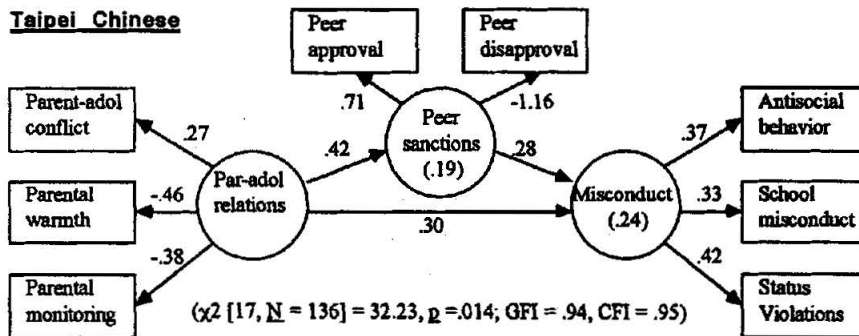 Taipei Chinese
Peer
approval
Peer
disapproval
Parent-adol
conflict
.71
-1.16
Antisocial
behavior
.27
Peer
sanctions
(.19)
.37
.42
.28
Parental
warmth
-.46
Par-adol
relations
Misconduct
(.24)
.33
School
misconduct
.30
-.38
.42
Parental
monitoring
(χ2 [17, N = 136] = 32.23, p =.014; GFI = .94, CFI = .95)
Status
Violations